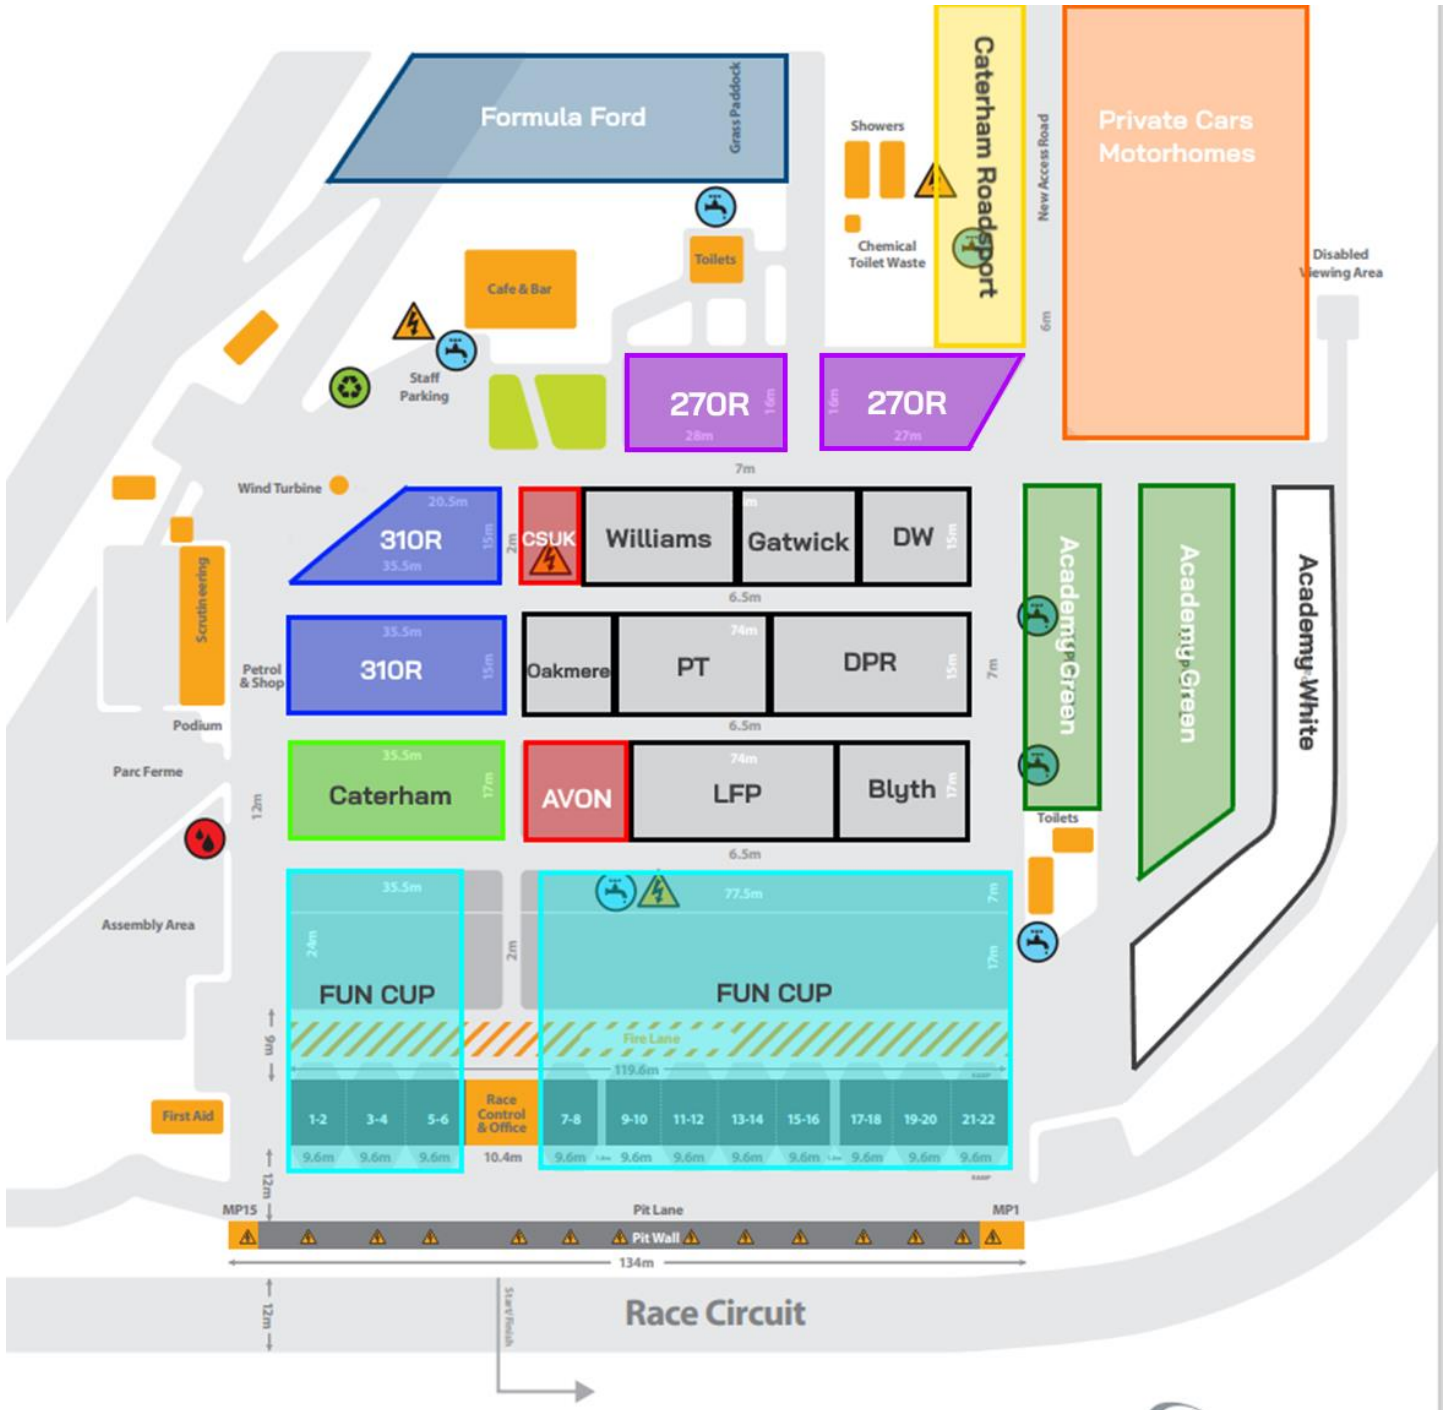 Formula Ford
Grass Paddock
Caterham Roadsport
New Access Road
Private Cars
Motorhomes
Showers
Chemical
Toilet Waste
Disabled
Viewing Area
6m
Toilets
Cafe & Bar
Staff
Parking
270R
16m
28m
270R
16m
27m
7m
Wind Turbine
20.5m
310R
15m
35.5m
2m
CSUK
Williams
Gatwick
DW
15m
6.5m
Scrutineering
Petrol
& Shop
35.5m
310R
15m
Oakmere
74m
PT
DPR
15m
7m
6.5m
Academy Green
Academy Green
Academy White
Podium
Parc Ferme
12m
35.5m
Caterham
17m
AVON
74m
LFP
Blyth
17m
Toilets
6.5m
Assembly Area
35.5m
24m
2m
77.5m
7m
17m
FUN CUP
FUN CUP
9m
Fire Lane
119.6m
First Aid
1-2
3-4
5-6
Race
Control
& Office
7-8
9-10
11-12
13-14
15-16
17-18
19-20
21-22
9.6m
9.6m
9.6m
10.4m
9.6m
9.6m
9.6m
9.6m
9.6m
9.6m
9.6m
9.6m
12m
MP15
Pit Lane
MP1
Pit Wall
134m
12m
Start/Finish
Race Circuit